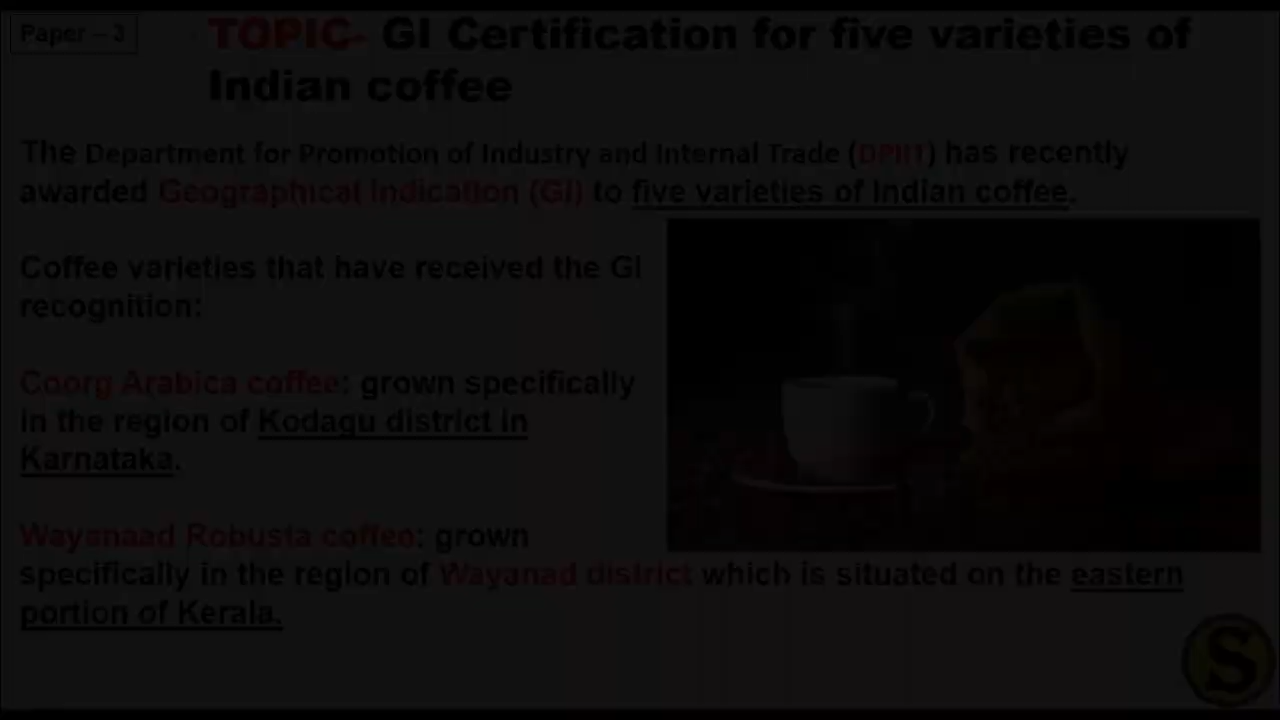 Paper – 3
TOPIC- GI Certification for five varieties of
Indian coffee
The Department for Promotion of Industry and Internal Trade (DPIIT) has recently
awarded Geographical Indication (GI) to five varieties of Indian coffee.
Coffee varieties that have received the GI
recognition:
Coorg Arabica coffee: grown specifically
in the region of Kodagu district in
Karnataka.
Wayanaad Robusta coffee: grown
specifically in the region of Wayanad district which is situated on the eastern
portion of Kerala.
S